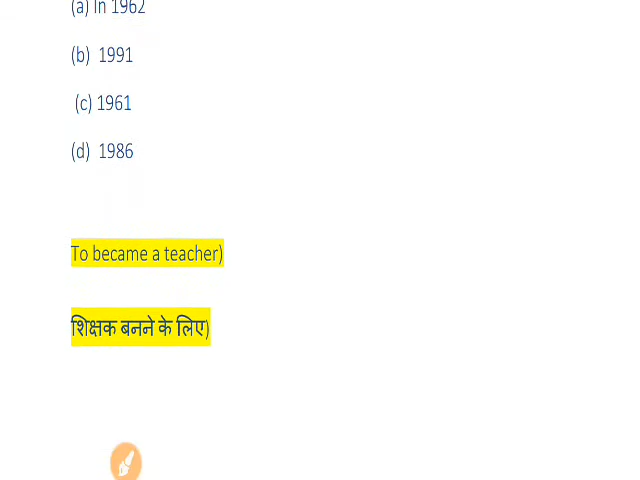 (a) In 1962
(b) 1991
(c) 1961
(d) 1986
To became a teacher)
शिक्षक बनने के लिए)